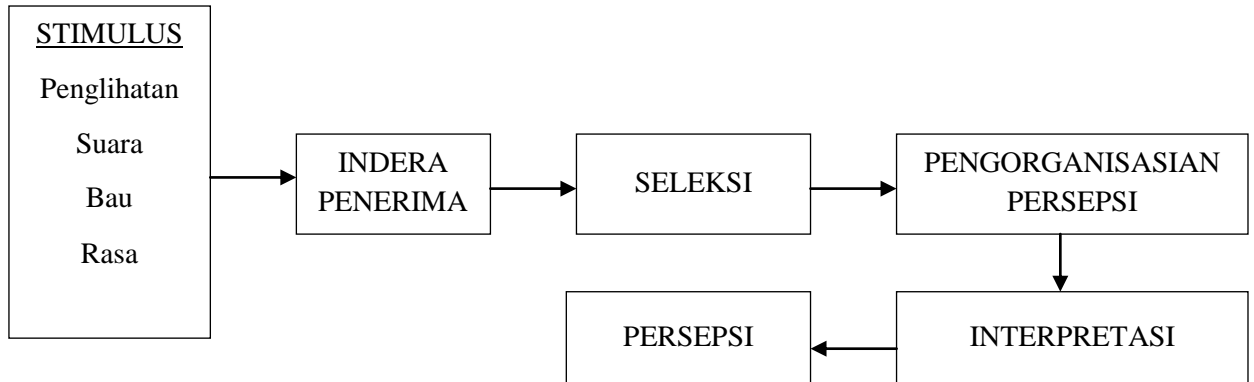 STIMULUS
Penglihatan
Suara
Bau
Rasa
INDERA
PENERIMA
SELEKSI
PENGORGANISASIAN
PERSEPSI
INTERPRETASI
PERSEPSI